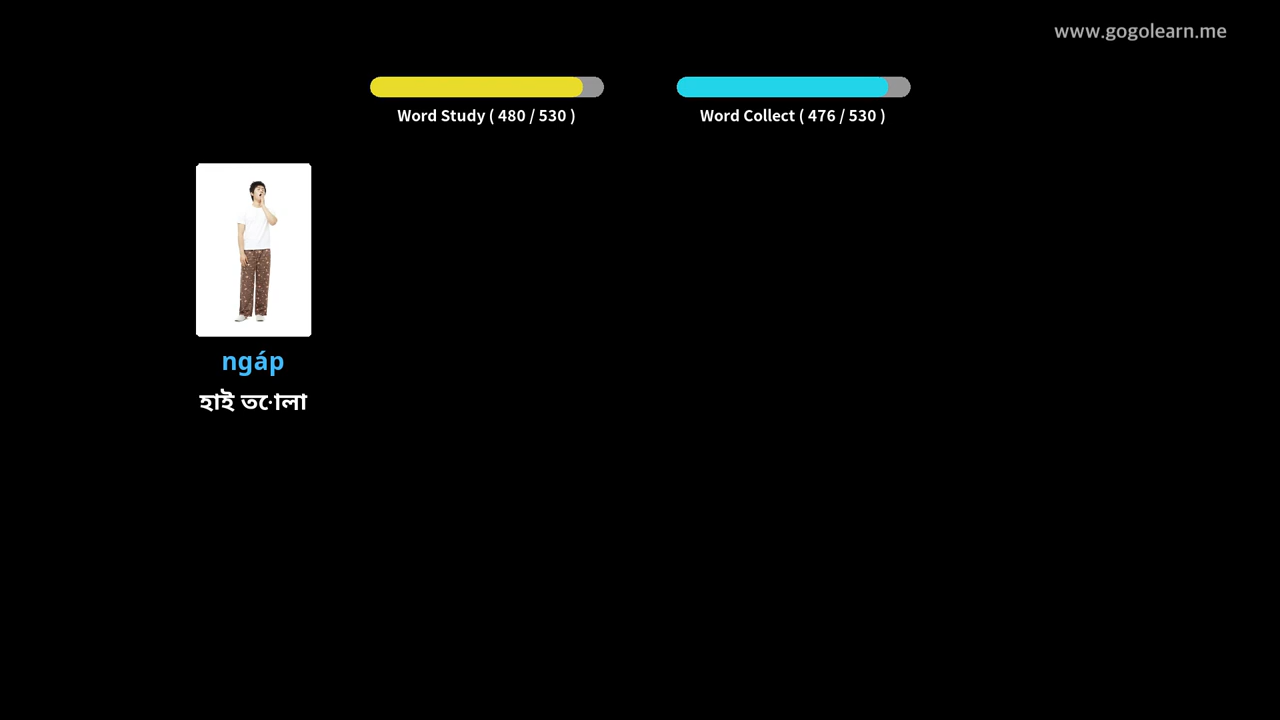 www.gogolearn.me
Word Study ( 480 / 530 )
Word Collect ( 476 / 530 )
ngáp
হাই তোলা